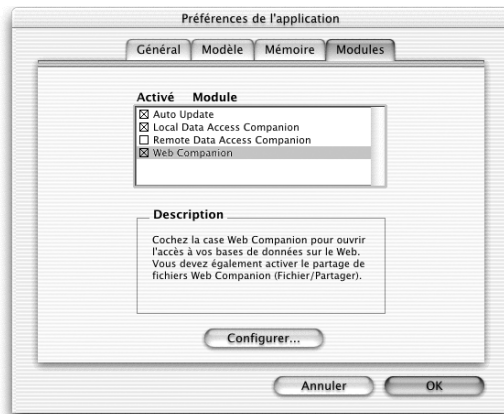 Préférences de l'application
Général Modèle Mémoire Modules
Activé Module
Auto Update
Local Data Access Companion
Remote Data Access Companion
Web Companion
Description
Cochez la case Web Companion pour ouvrir
l'accès à vos bases de données sur le Web.
Vous devez également activer le partage de
fichiers Web Companion (Fichier/Partager).
Configurer...
Annuler OK